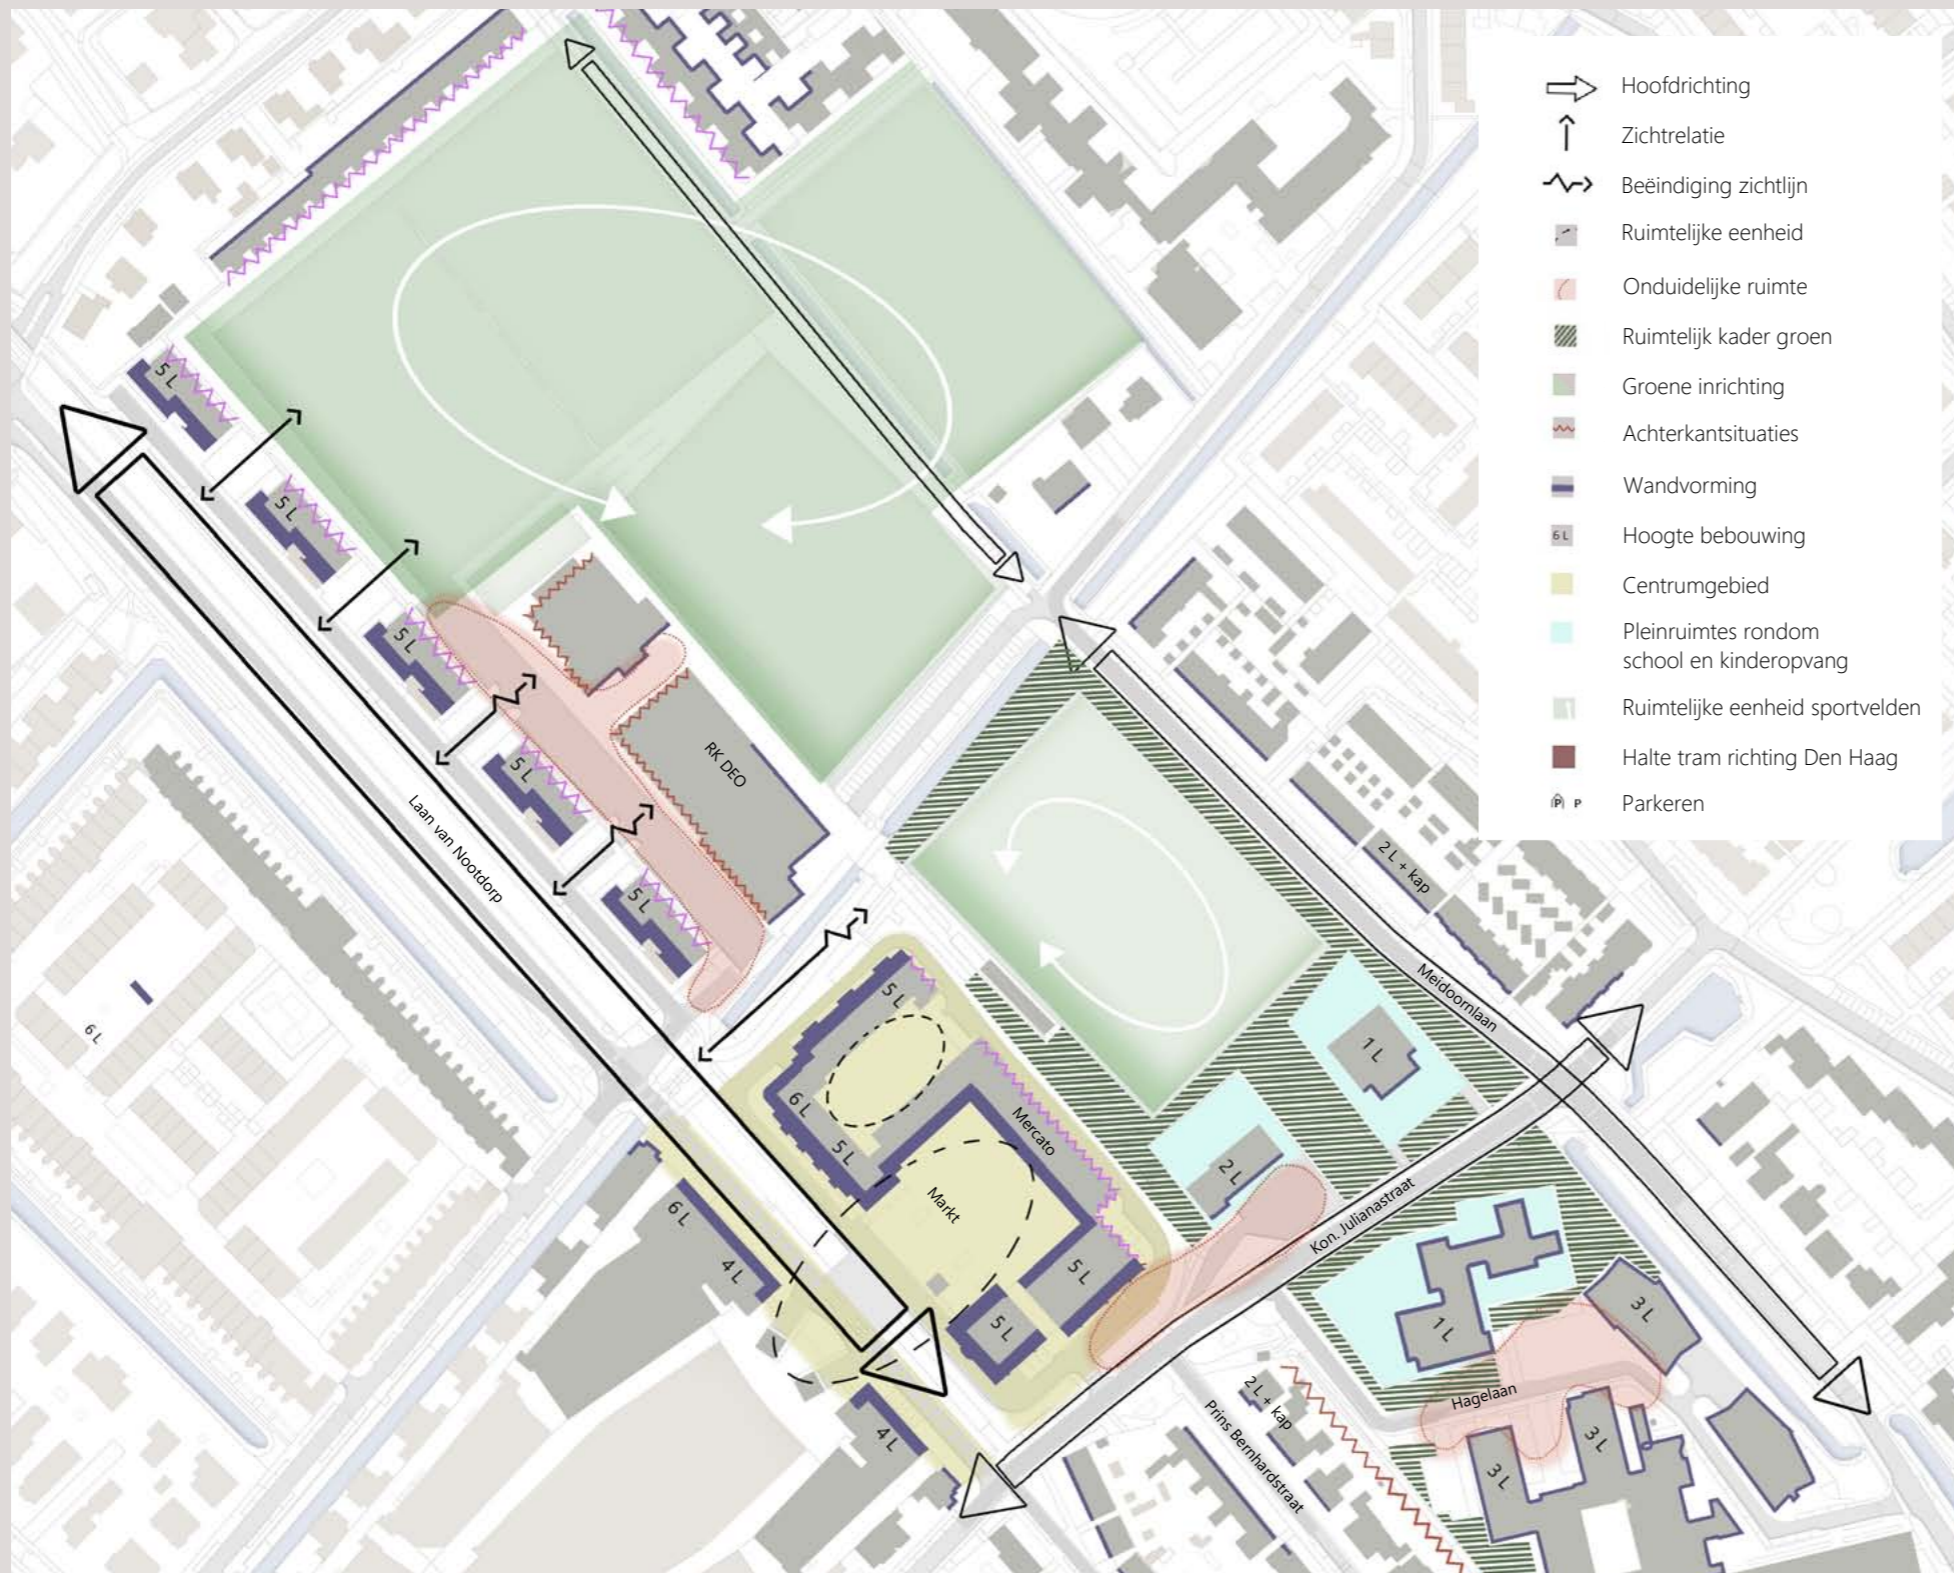 Hoofdrichting
Zichtrelatie
Beëindiging zichtlijn
Ruimtelijke eenheid
Onduidelijke ruimte
Ruimtelijk kader groen
Groene inrichting
Achterkantsituaties
Wandvorming
6 L
Hoogte bebouwing
Centrumgebied
Pleinruimtes rondom
school en kinderopvang
Ruimtelijke eenheid sportvelden
Halte tram richting Den Haag
P P
Parkeren
5 L
5 L
5 L
5 L
5 L
RK DEO
Laan van Nootdorp
6 L
2 L + kap
Meidoornlaan
5 L
6 L
5 L
Mercato
Markt
1 L
2 L
Kon. Julianastraat
6 L
4 L
5 L
5 L
4 L
1 L
3 L
Hagelaan
2 L + kap
Prins Bernhardstraat
3 L
3 L